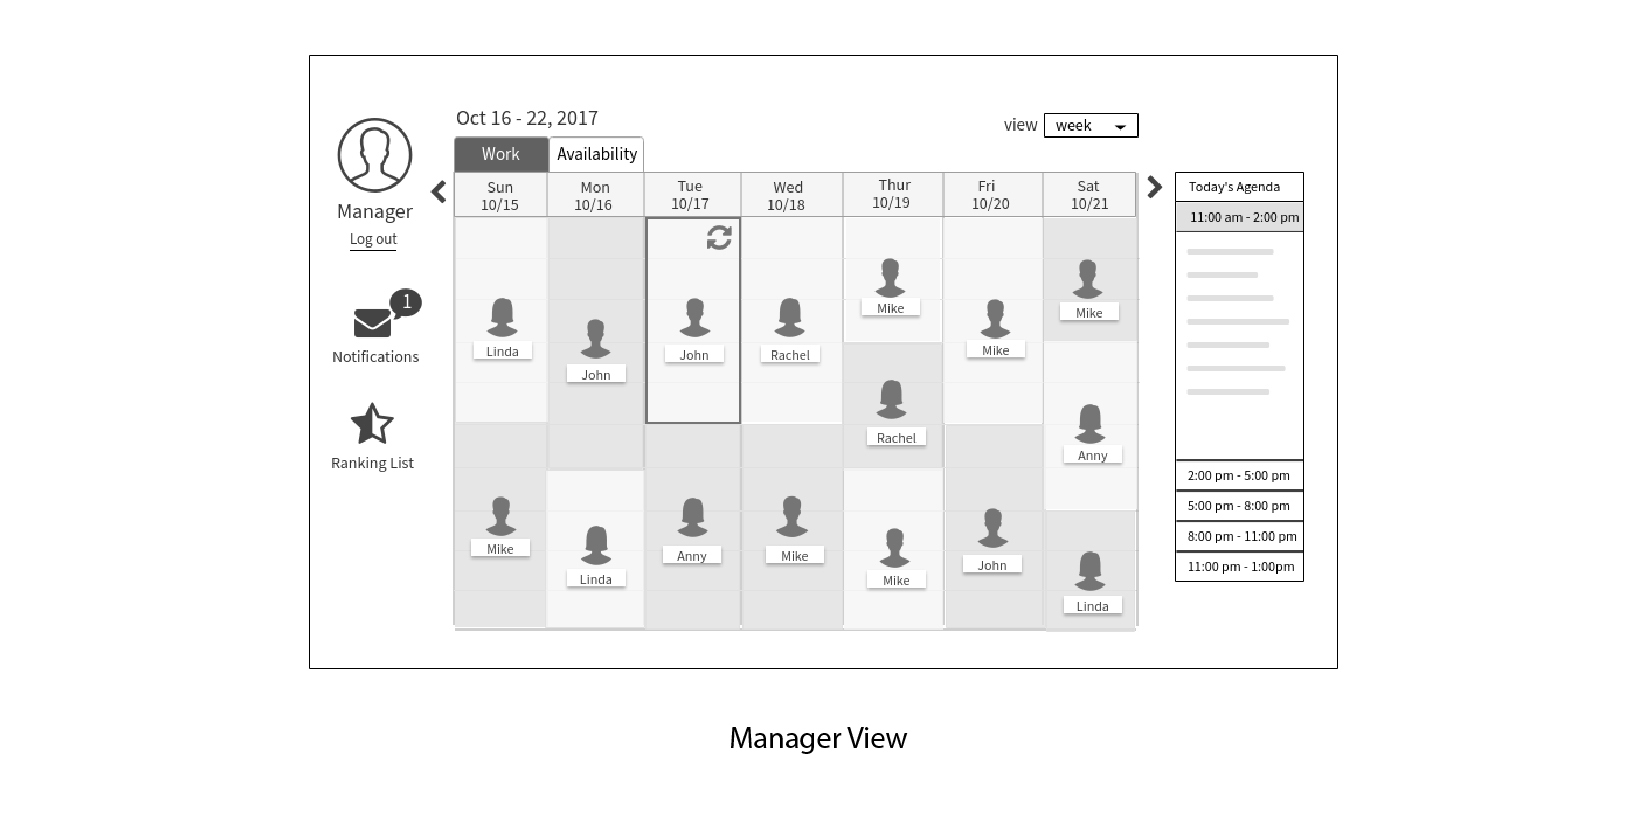 Oct 16 - 22, 2017
view week
Work Availability
Manager
Log out
1
Notifications
Ranking List
Sun Mon Tue Wed Thur Fri Sat
10/15 10/16 10/17 10/18 10/19 10/20 10/21
Linda
Mike
John
Linda
John
Anny
Rachel
Mike
Mike
Rachel
Mike
Mike
John
Mike
Anny
Linda
Today's Agenda
11:00 am - 2:00 pm
2:00 pm - 5:00 pm
5:00 pm - 8:00 pm
8:00 pm - 11:00 pm
11:00 pm - 1:00pm
Manager View